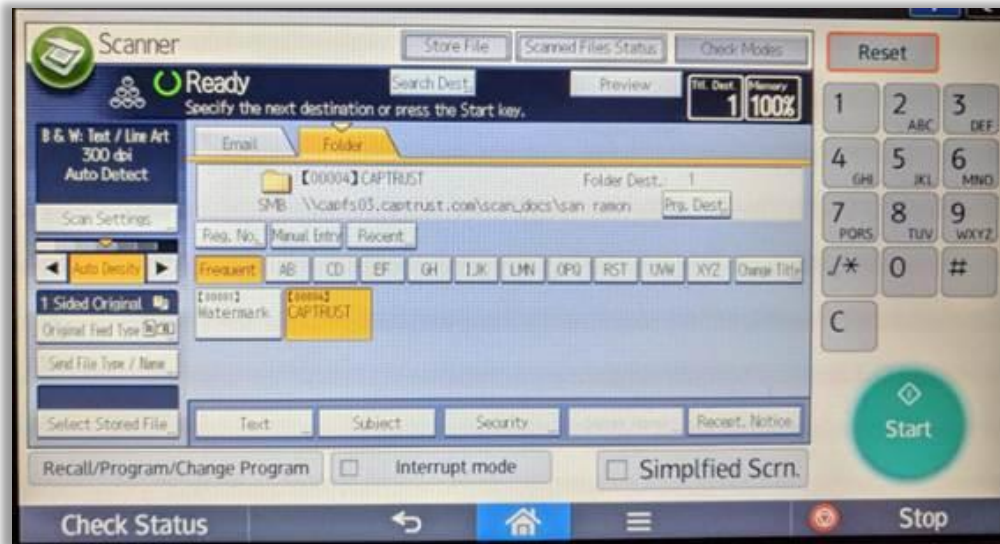 Scanner
Store File
Scanned Files Status
Check Modes
Reset
Ready
Search Dest.
Preview
Ttl. Dest. 1
Memory 100%
Specify the next destination or press the Start key.
B & W: Text / Line Art
300 dpi
Auto Detect
Email
Folder
【00004】CAPTRUST
Folder Dest.: 1
SMB \\capfs03.captrust.com\scan_docs\san ramon
Prg. Dest.
Scan Settings
Reg. No.
Manual Entry
Recent
Auto Density
Frequent AB CD EF GH IJK LMN OPQ RST UVW XYZ Change Title
1 Sided Original
【00001】
Watermark
【00004】
CAPTRUST
Original Feed Type
Send File Type / Name
Select Stored File
Text
Subject
Security
Recept. Notice
Recall/Program/Change Program
Interrupt mode
Simplfied Scrn.
Check Status
Stop
1
2 ABC
3 DEF
4 GHI
5 JKL
6 MNO
7 PQRS
8 TUV
9 WXYZ
./*
0
#
C
Start